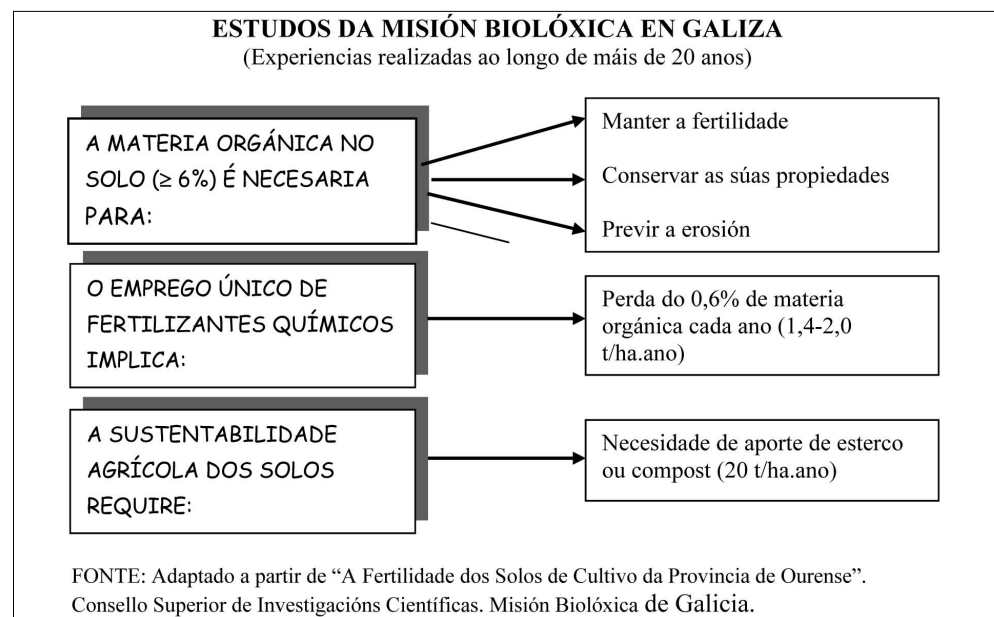 ESTUDOS DA MISIÓN BIOLÓXICA EN GALIZA
(Experiencias realizadas ao longo de máis de 20 anos)
A MATERIA ORGÁNICA NO
SOLO (≥ 6%) É NECESARIA
PARA:
Manter a fertilidade
Conservar as súas propiedades
Previr a erosión
O EMPREGO ÚNICO DE
FERTILIZANTES QUÍMICOS
IMPLICA:
Perda do 0,6% de materia
orgánica cada ano (1,4-2,0
t/ha.ano)
A SUSTENTABILIDADE
AGRÍCOLA DOS SOLOS
REQUIRE:
Necesidade de aporte de esterco
ou compost (20 t/ha.ano)
FONTE: Adaptado a partir de “A Fertilidade dos Solos de Cultivo da Provincia de Ourense”.
Consello Superior de Investigacións Científicas. Misión Biolóxica de Galicia.